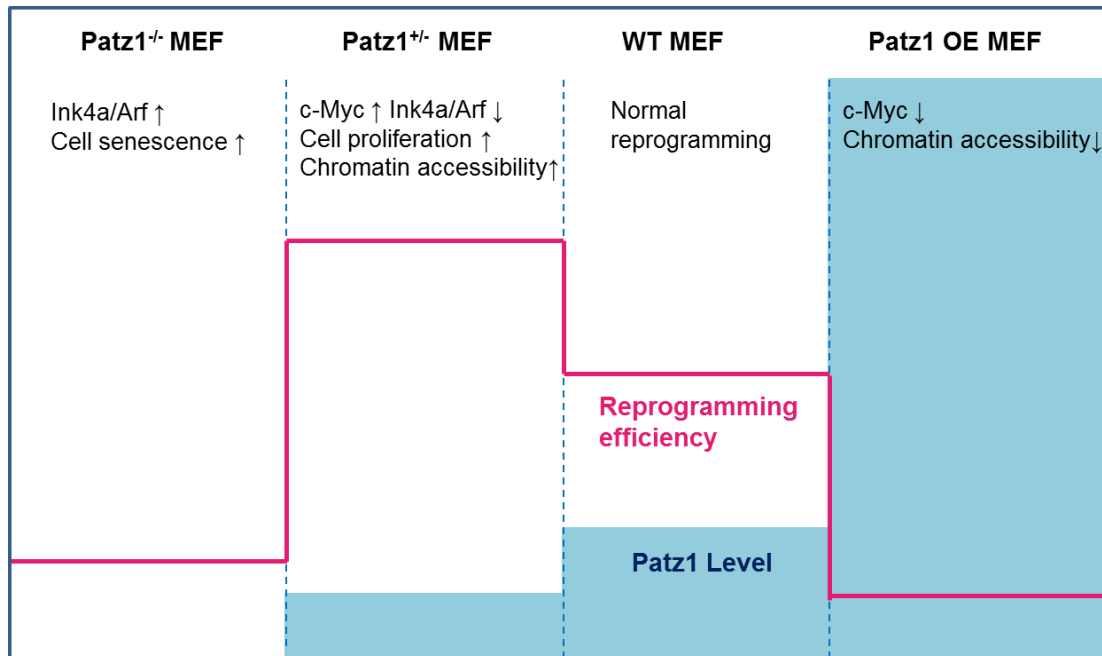 Patz1-/- MEF
Patz1+/- MEF
WT MEF
Patz1 OE MEF
Ink4a/Arf ↑
Cell senescence ↑
c-Myc ↑ Ink4a/Arf ↓
Cell proliferation ↑
Chromatin accessibility↑
Normal
reprogramming
c-Myc ↓
Chromatin accessibility↓
Reprogramming
efficiency
Patz1 Level